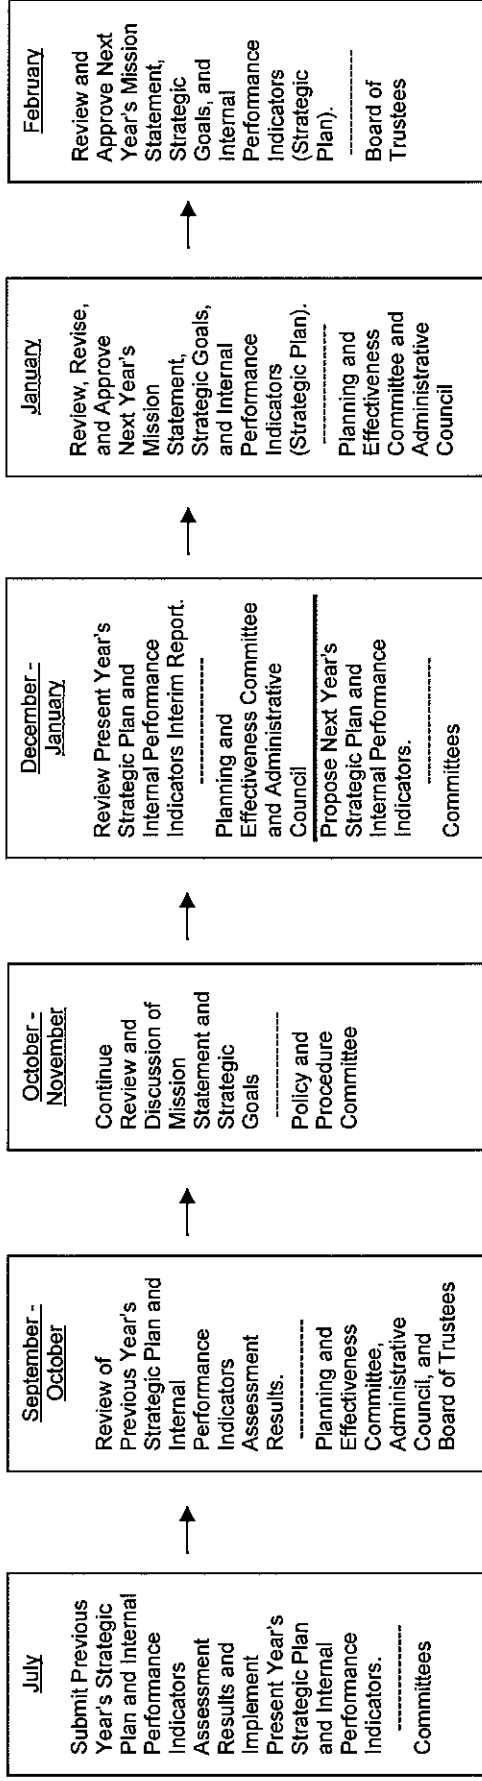 July
Submit Previous
Year's Strategic
Plan and Internal
Performance
Indicators
Assessment
Results and
Implement
Present Year's
Strategic Plan
and Internal
Performance
Indicators.
---------------
Committees
September -
October
Review of
Previous Year's
Strategic Plan and
Internal
Performance
Indicators
Assessment
Results.
---------------
Planning and
Effectiveness
Committee,
Administrative
Council, and
Board of Trustees
October -
November
Continue
Review and
Discussion of
Mission
Statement and
Strategic
Goals
---------------
Policy and
Procedure
Committee
December -
January
Review Present Year's
Strategic Plan and
Internal Performance
Indicators Interim Report.
---------------
Planning and
Effectiveness Committee
and Administrative
Council
Propose Next Year's
Strategic Plan and
Internal Performance
Indicators.
---------------
Committees
January
Review, Revise,
and Approve
Next Year's
Mission
Statement,
Strategic Goals,
and Internal
Performance
Indicators
(Strategic Plan).
---------------
Planning and
Effectiveness
Committee and
Administrative
Council
February
Review and
Approve Next
Year's Mission
Statement,
Strategic
Goals, and
Internal
Performance
Indicators
(Strategic
Plan).
---------------
Board of
Trustees